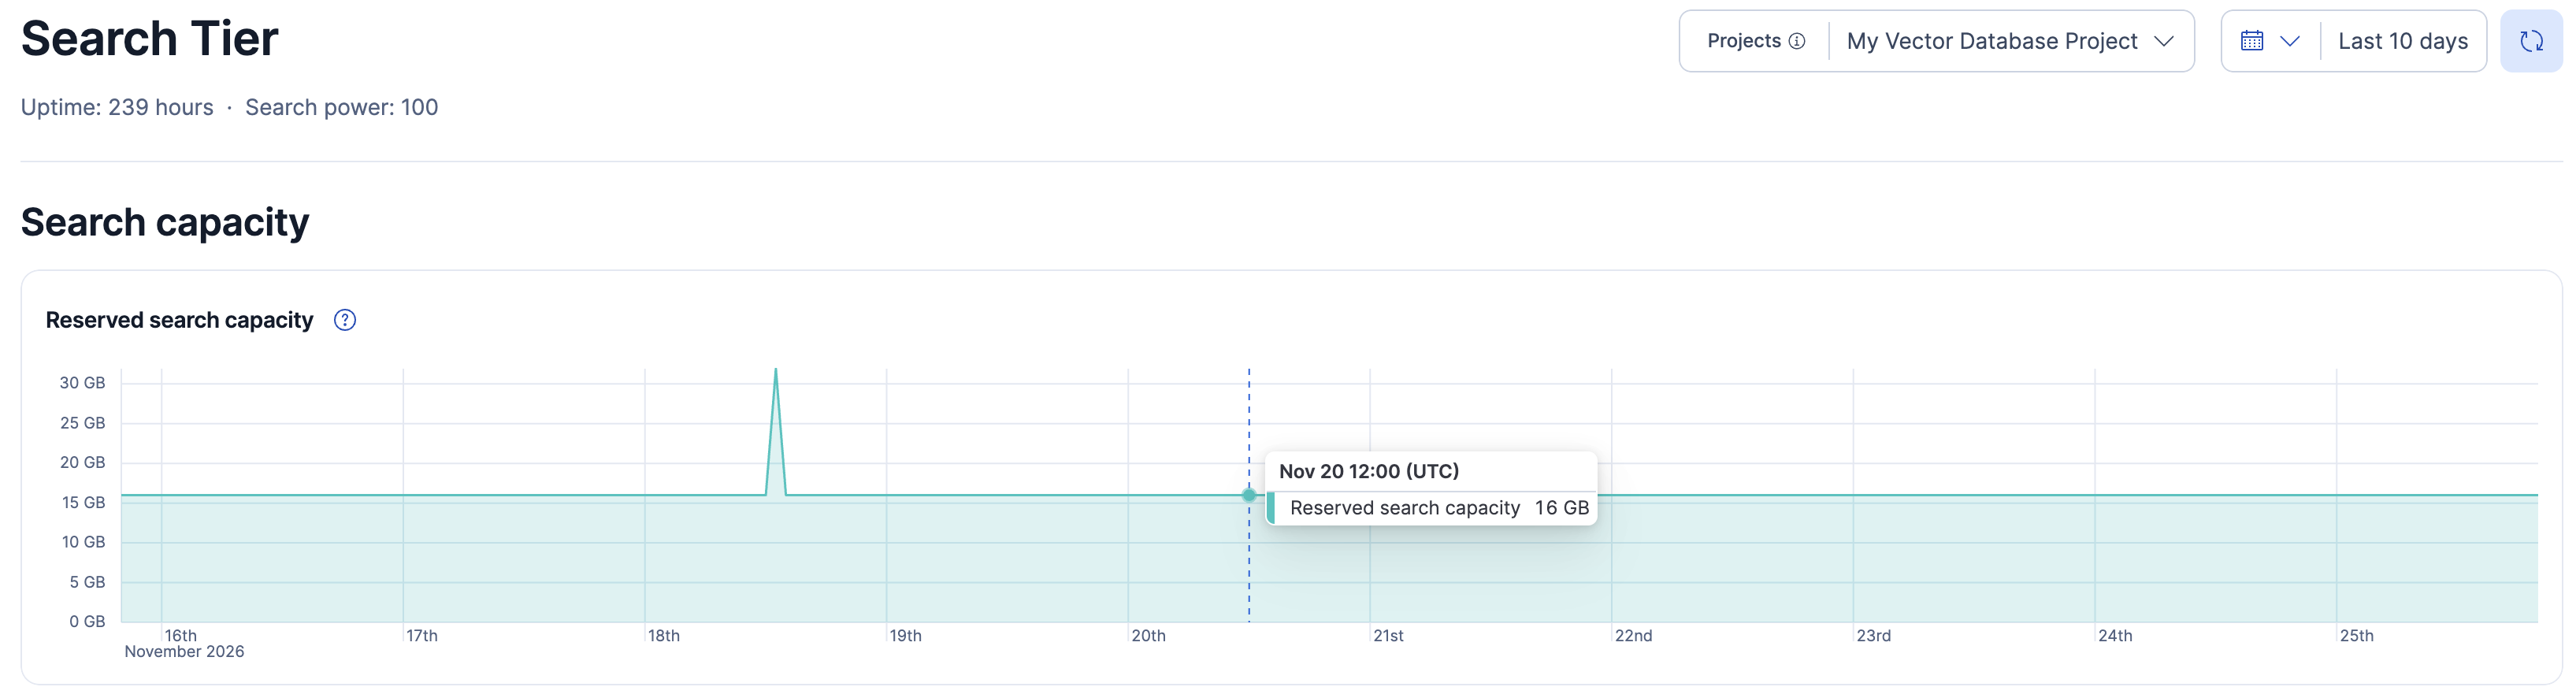 Search Tier
Projects My Vector Database Project Last 10 days
Uptime: 239 hours · Search power: 100
Search capacity
Reserved search capacity
30 GB
25 GB
20 GB
15 GB
10 GB
5 GB
0 GB
Nov 20 12:00 (UTC)
Reserved search capacity 16 GB
16th 17th 18th 19th 20th 21st 22nd 23rd 24th 25th
November 2026